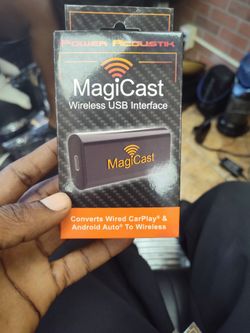 POWER ACOUSTIK
MagiCast
Wireless USB Interface
MagiCast
Converts Wired CarPlay® &
Android Auto® To Wireless